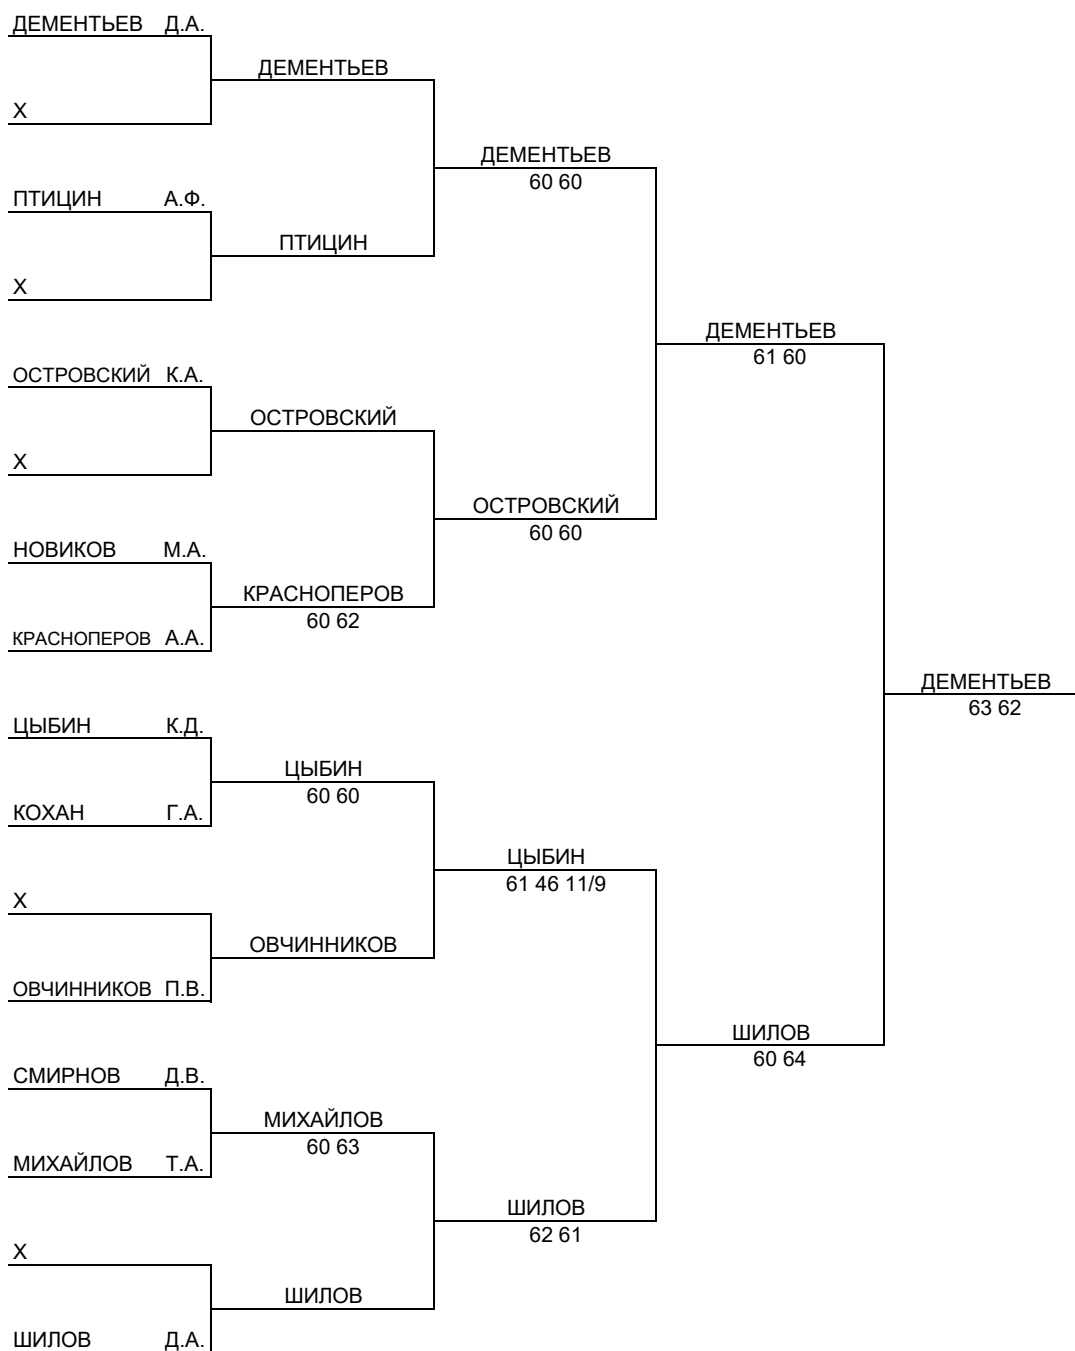 ДЕМЕНТЬЕВ Д.А.
ДЕМЕНТЬЕВ
X
ДЕМЕНТЬЕВ
60 60
ПТИЦИН А.Ф.
ПТИЦИН
X
ДЕМЕНТЬЕВ
61 60
ОСТРОВСКИЙ К.А.
ОСТРОВСКИЙ
X
ОСТРОВСКИЙ
60 60
НОВИКОВ М.А.
КРАСНОПЕРОВ
60 62
КРАСНОПЕРОВ А.А.
ДЕМЕНТЬЕВ
63 62
ЦЫБИН К.Д.
ЦЫБИН
60 60
КОХАН Г.А.
ЦЫБИН
61 46 11/9
X
ОВЧИННИКОВ
ОВЧИННИКОВ П.В.
ШИЛОВ
60 64
СМИРНОВ Д.В.
МИХАЙЛОВ
60 63
МИХАЙЛОВ Т.А.
ШИЛОВ
62 61
X
ШИЛОВ
ШИЛОВ Д.А.